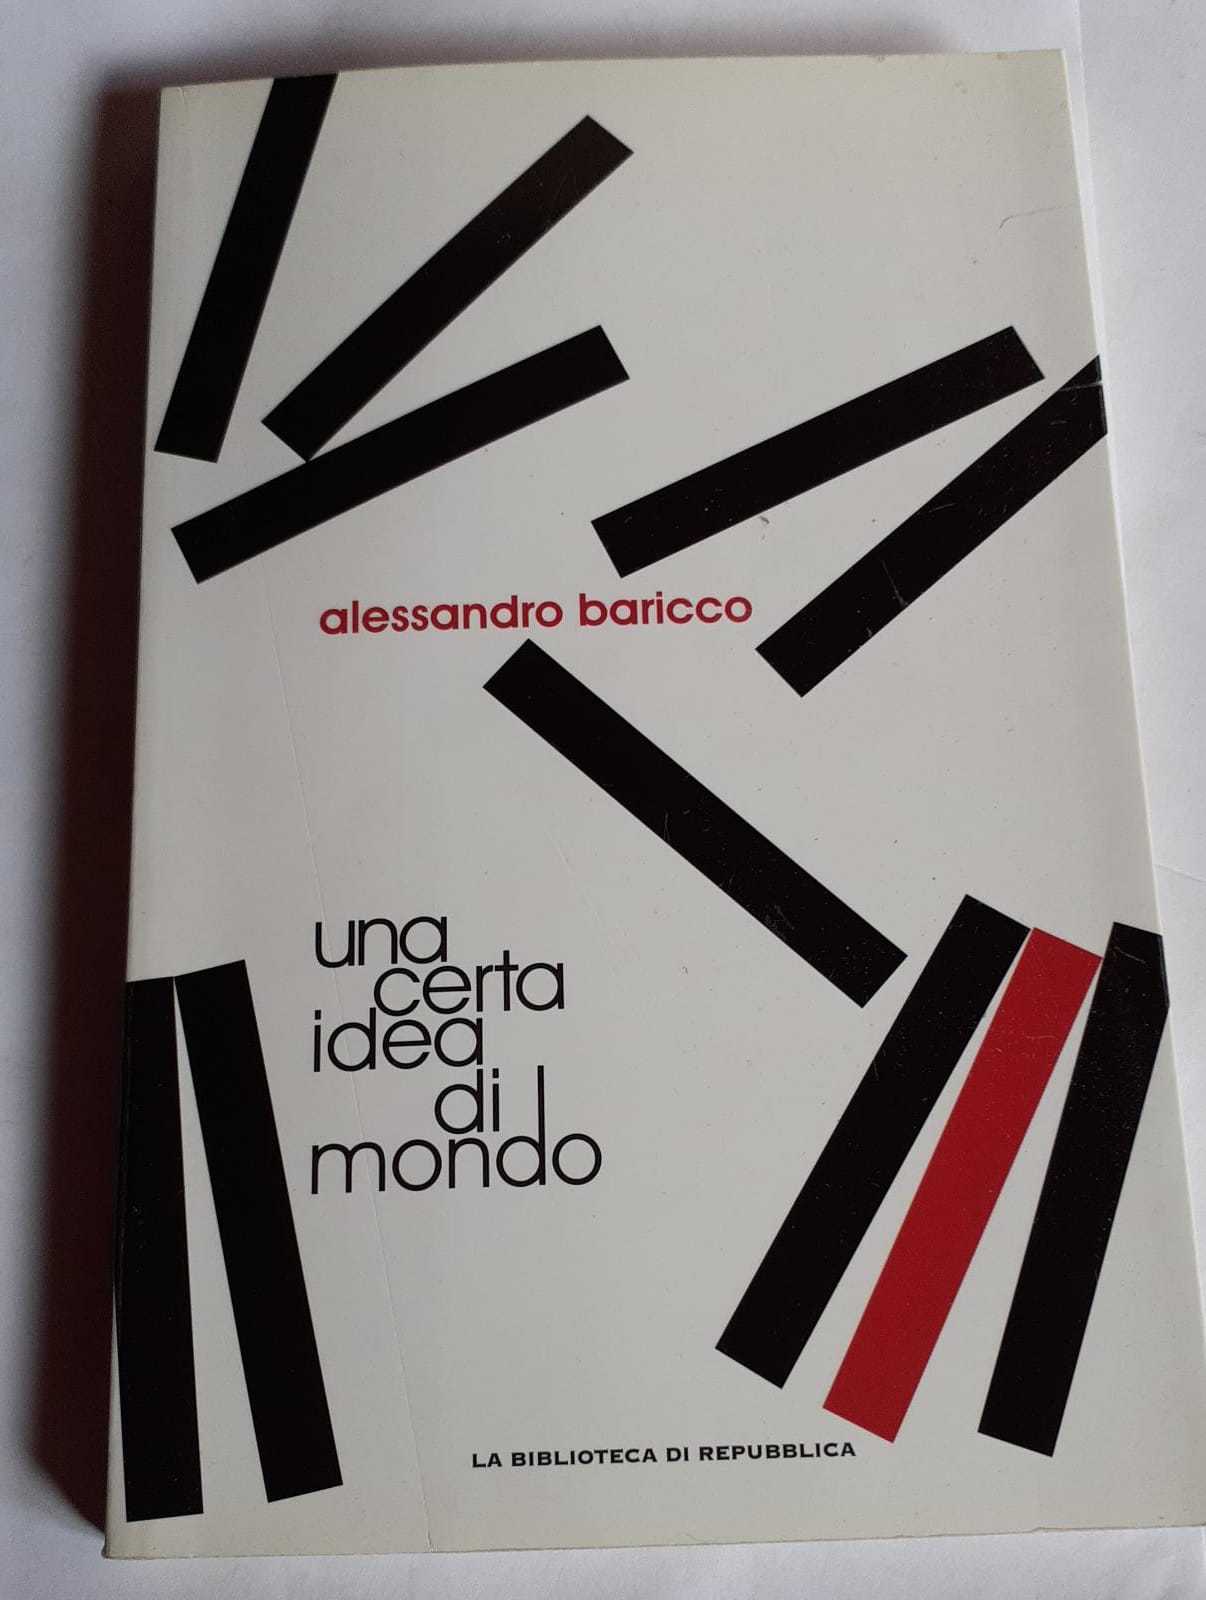 alessandro baricco
una
certa
idea
di
mondo
LA BIBLIOTECA DI REPUBBLICA